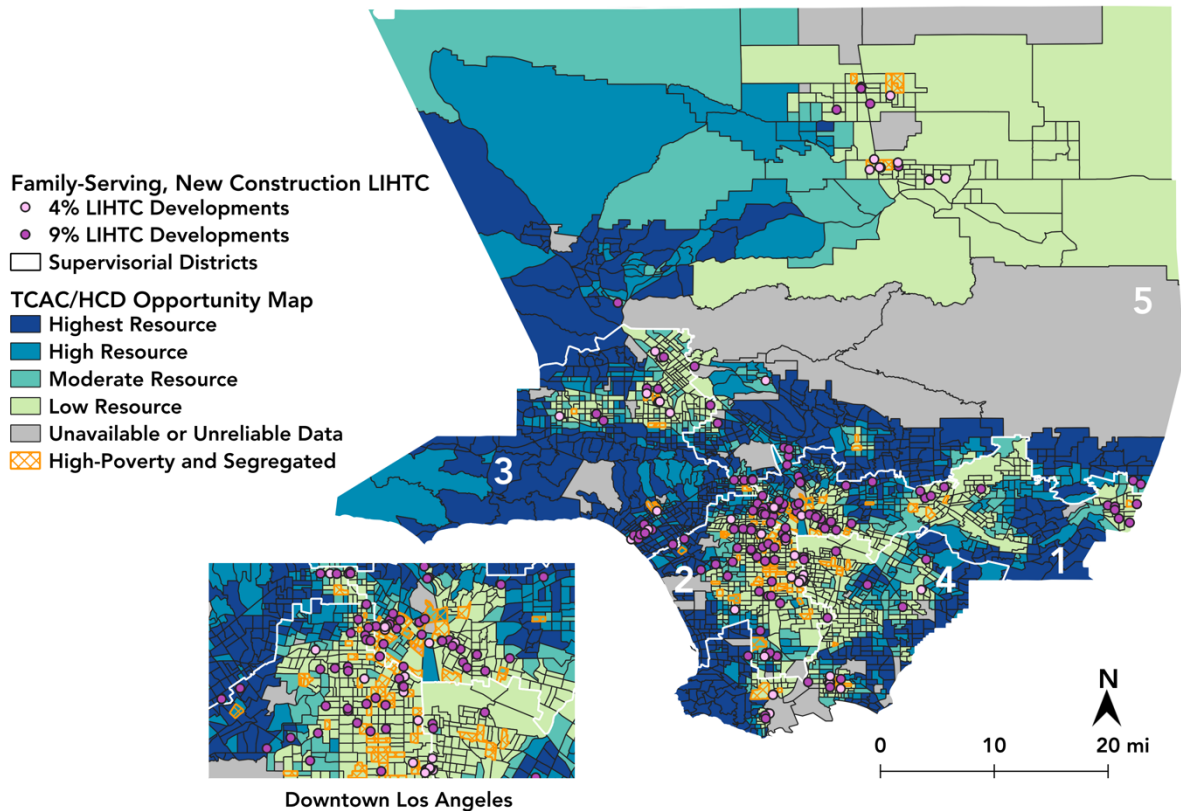 Family-Serving, New Construction LIHTC
4% LIHTC Developments
9% LIHTC Developments
Supervisorial Districts
TCAC/HCD Opportunity Map
Highest Resource
High Resource
Moderate Resource
Low Resource
Unavailable or Unreliable Data
High-Poverty and Segregated
5
3
1
2
4
N
0 10 20 mi
Downtown Los Angeles